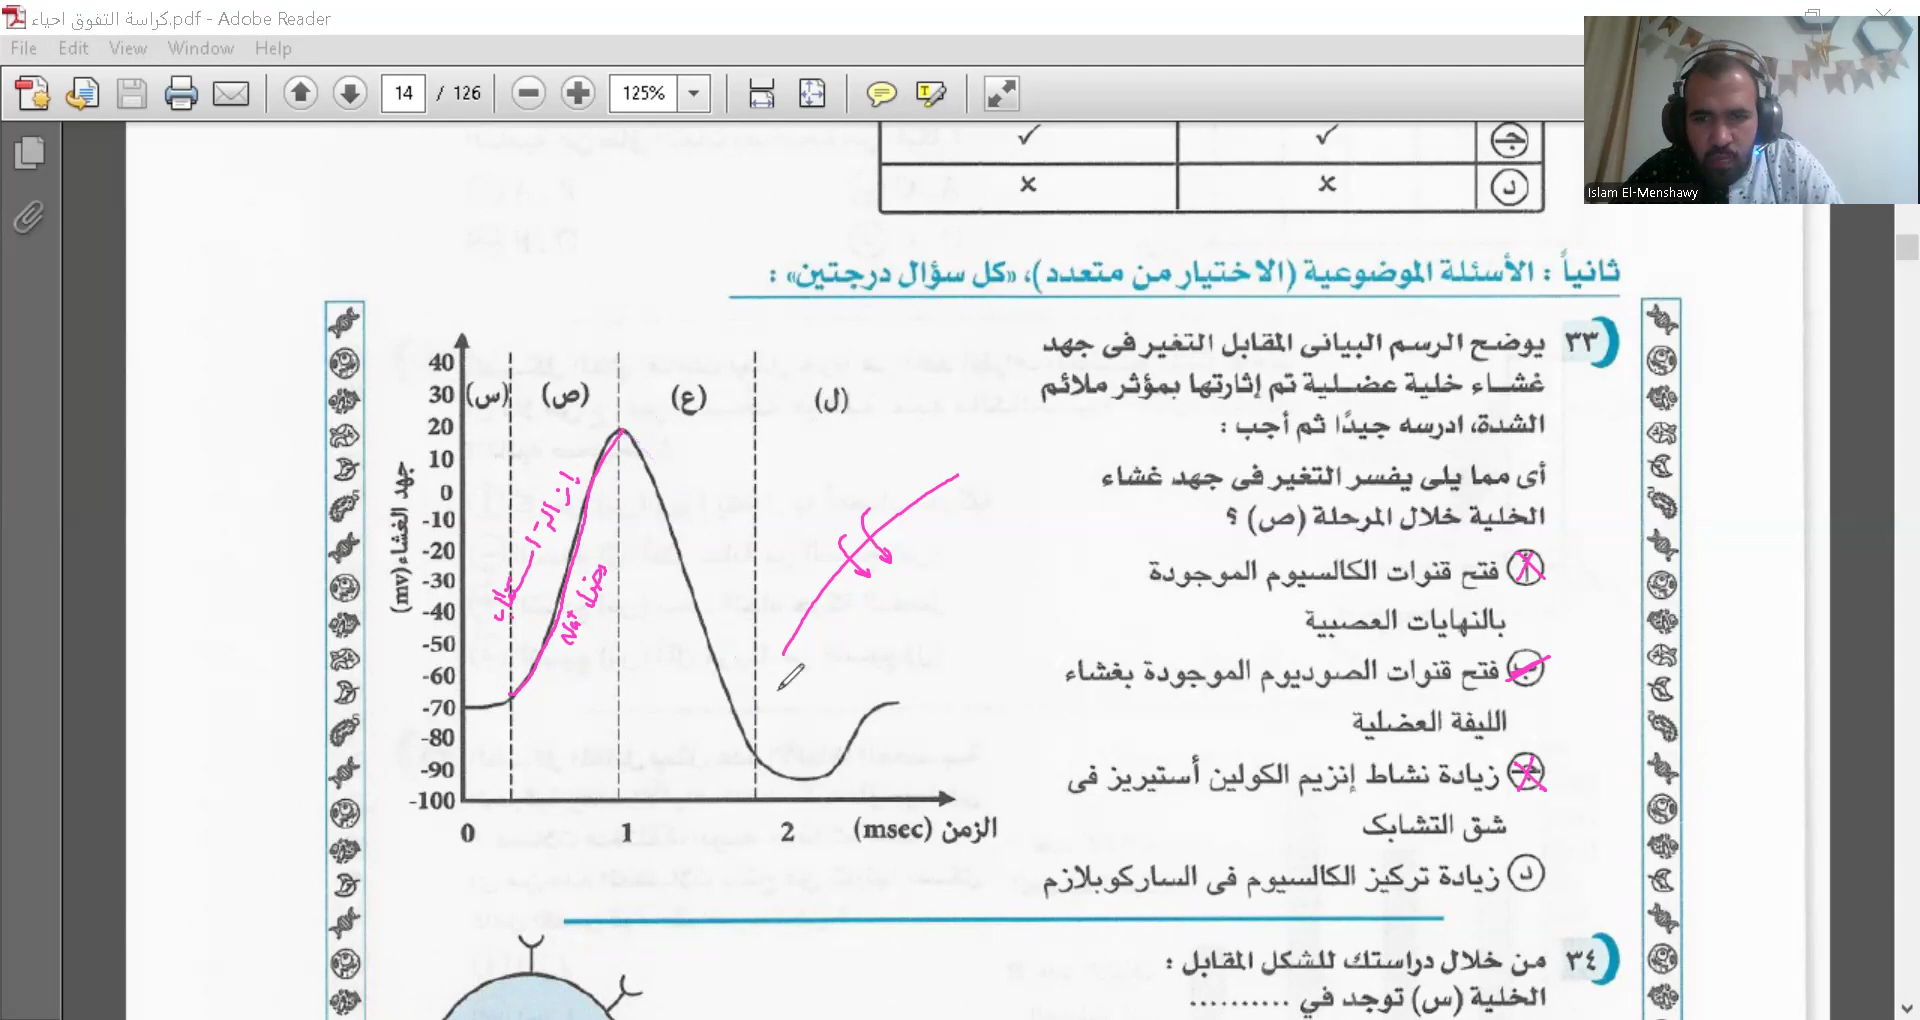 كراسة التفوق احياء.pdf - Adobe Reader
File Edit View Window Help
14 / 126 125%
Islam El-Menshawy
✓ ✓ جـ
× × د
ثانياً : الأسئلة الموضوعية (الاختيار من متعدد)، «كل سؤال درجتين» :
٣٣ يوضح الرسم البيانى المقابل التغير فى جهد
غشاء خلية عضلية تم إثارتها بمؤثر ملائم
الشدة، ادرسه جيدًا ثم أجب :
أى مما يلى يفسر التغير فى جهد غشاء
الخلية خلال المرحلة (ص) ؟
أ فتح قنوات الكالسيوم الموجودة
بالنهايات العصبية
ب فتح قنوات الصوديوم الموجودة بغشاء
الليفة العضلية
جـ زيادة نشاط إنزيم الكولين أستيريز فى
شق التشابك
د زيادة تركيز الكالسيوم فى الساركوبلازم
جهد الغشاء (mv)
40
30
20
10
0
-10
-20
-30
-40
-50
-60
-70
-80
-90
-100
(س) (ص) (ع) (ل)
Na+
0 1 2 الزمن (msec)
٣٤ من خلال دراستك للشكل المقابل :
الخلية (س) توجد في ..........